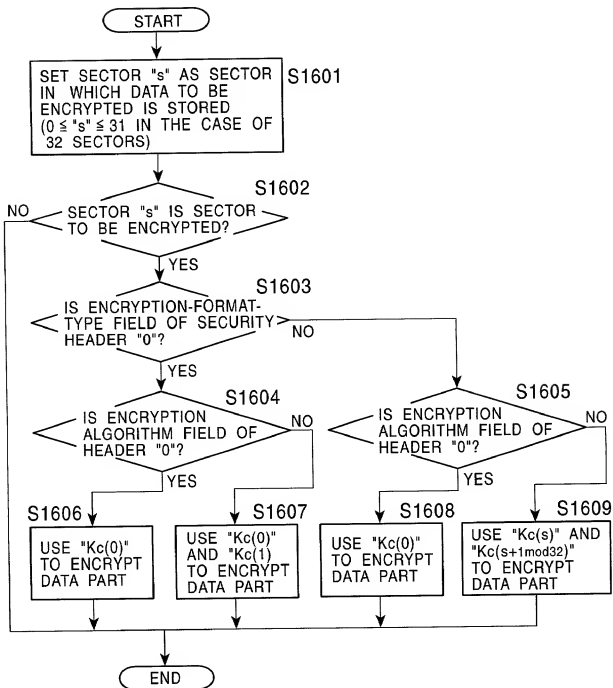 START
SET SECTOR "s" AS SECTOR
IN WHICH DATA TO BE
ENCRYPTED IS STORED
(0 ≦ "s" ≦ 31 IN THE CASE OF
32 SECTORS)
S1601
S1602
NO
SECTOR "s" IS SECTOR
TO BE ENCRYPTED?
YES
S1603
IS ENCRYPTION-FORMAT-
TYPE FIELD OF SECURITY
HEADER "0"?
NO
YES
S1604
IS ENCRYPTION
ALGORITHM FIELD OF
HEADER "0"?
NO
YES
S1605
IS ENCRYPTION
ALGORITHM FIELD OF
HEADER "0"?
NO
YES
S1606
USE "Kc(0)"
TO ENCRYPT
DATA PART
S1607
USE "Kc(0)"
AND "Kc(1)
TO ENCRYPT
DATA PART
S1608
USE "Kc(0)"
TO ENCRYPT
DATA PART
S1609
USE "Kc(s)" AND
"Kc(s+1mod32)"
TO ENCRYPT
DATA PART
END